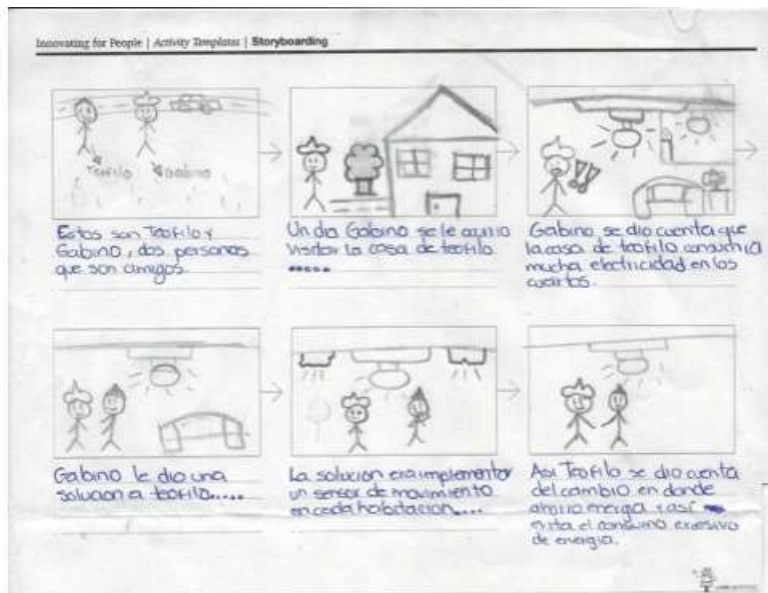 Innovating for People | Activity Templates | Storyboarding
Teofilo
Gabino
Estos son Teofilo y
Gabino, dos personas
que son amigos.
Un dia Gabino se le
visitar la casa de teofilo
.....
Gabino se dio cuenta que
la casa de teofilo consumia
mucha electricidad en los
cuartos.
Gabino le dio una
solucion a teofilo.....
La solucion era implementar
un sensor de movimiento
en cada habitacion....
Asi Teofilo se dio cuenta
del cambio en donde
ahorro energia y así
evita el consumo excesivo
de energia.